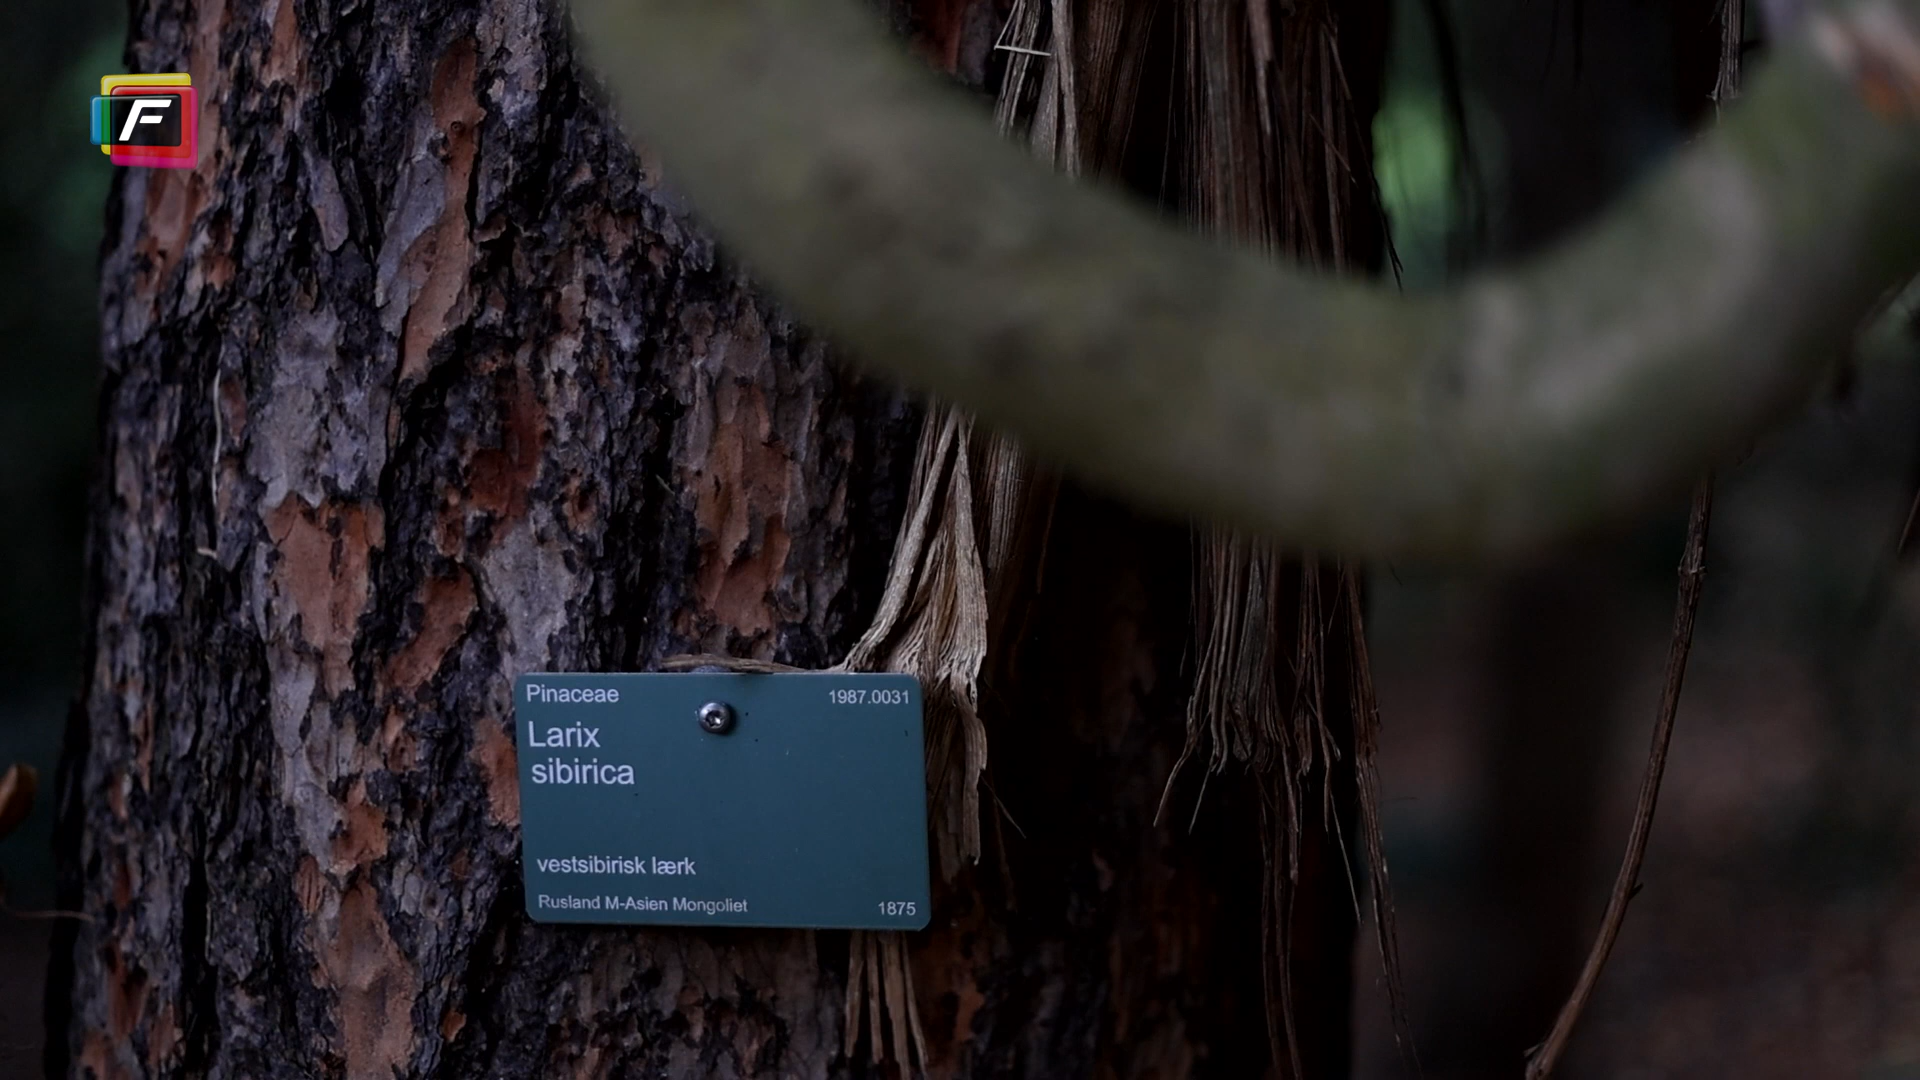 F
Pinaceae 1987.0031
Larix
sibirica
vestsibirisk lærk
Rusland M-Asien Mongoliet 1875